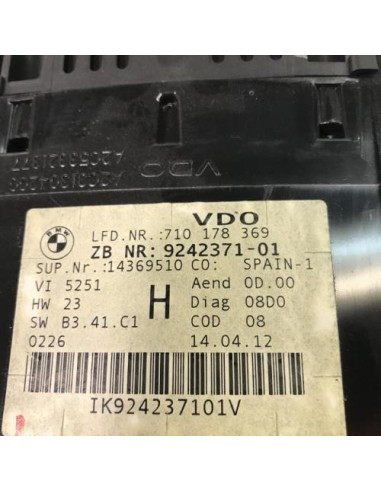 VDO
VDO
LFD.NR.:710 178 369
ZB NR: 9242371-01
SUP.Nr.:14369510 CO: SPAIN-1
VI 5251 Aend 0D.00
HW 23 H Diag 08D0
SW B3.41.C1 COD 08
0226 14.04.12
IK924237101V